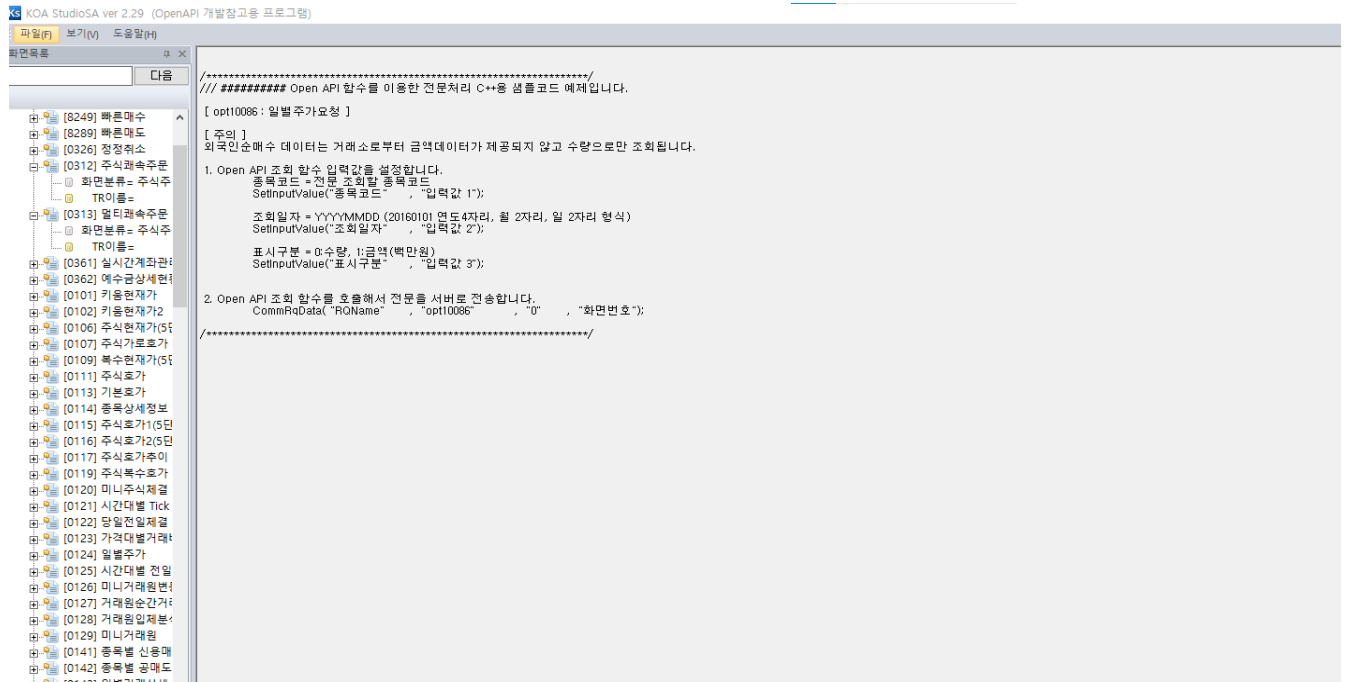 KOA StudioSA ver 2.29 (OpenAPI 개발참고용 프로그램)
파일(F) 보기(V) 도움말(H)
화면목록
다음
[8249] 빠른매수
[8289] 빠른매도
[0326] 정정취소
[0312] 주식쾌속주문
화면분류= 주식주
TR이름=
[0313] 멀티쾌속주문
화면분류= 주식주
TR이름=
[0361] 실시간계좌관리
[0362] 예수금상세현황
[0101] 키움현재가
[0102] 키움현재가2
[0106] 주식현재가(5단
[0107] 주식가로호가
[0109] 복수현재가(5단
[0111] 주식호가
[0113] 기본호가
[0114] 종목상세정보
[0115] 주식호가1(5단
[0116] 주식호가2(5단
[0117] 주식호가추이
[0119] 주식복수호가
[0120] 미니주식체결
[0121] 시간대별 Tick
[0122] 당일전일체결
[0123] 가격대별거래비
[0124] 일별주가
[0125] 시간대별 전일
[0126] 미니거래원변동
[0127] 거래원순간거래
[0128] 거래원입체분석
[0129] 미니거래원
[0141] 종목별 신용매
[0142] 종목별 공매도
/*******************************************************************/
/// ########## Open API 함수를 이용한 전문처리 C++용 샘플코드 예제입니다.
[ opt10086 : 일별주가요청 ]
[ 주의 ]
외국인순매수 데이터는 거래소로부터 금액데이터가 제공되지 않고 수량으로만 조회됩니다.
1. Open API 조회 함수 입력값을 설정합니다.
종목코드 = 전문 조회할 종목코드
SetInputValue("종목코드" , "입력값 1");
조회일자 = YYYYMMDD (20160101 연도4자리, 월 2자리, 일 2자리 형식)
SetInputValue("조회일자" , "입력값 2");
표시구분 = 0:수량, 1:금액(백만원)
SetInputValue("표시구분" , "입력값 3");
2. Open API 조회 함수를 호출해서 전문을 서버로 전송합니다.
CommRqData( "RQName" , "opt10086" , "0" , "화면번호");
/*******************************************************************/